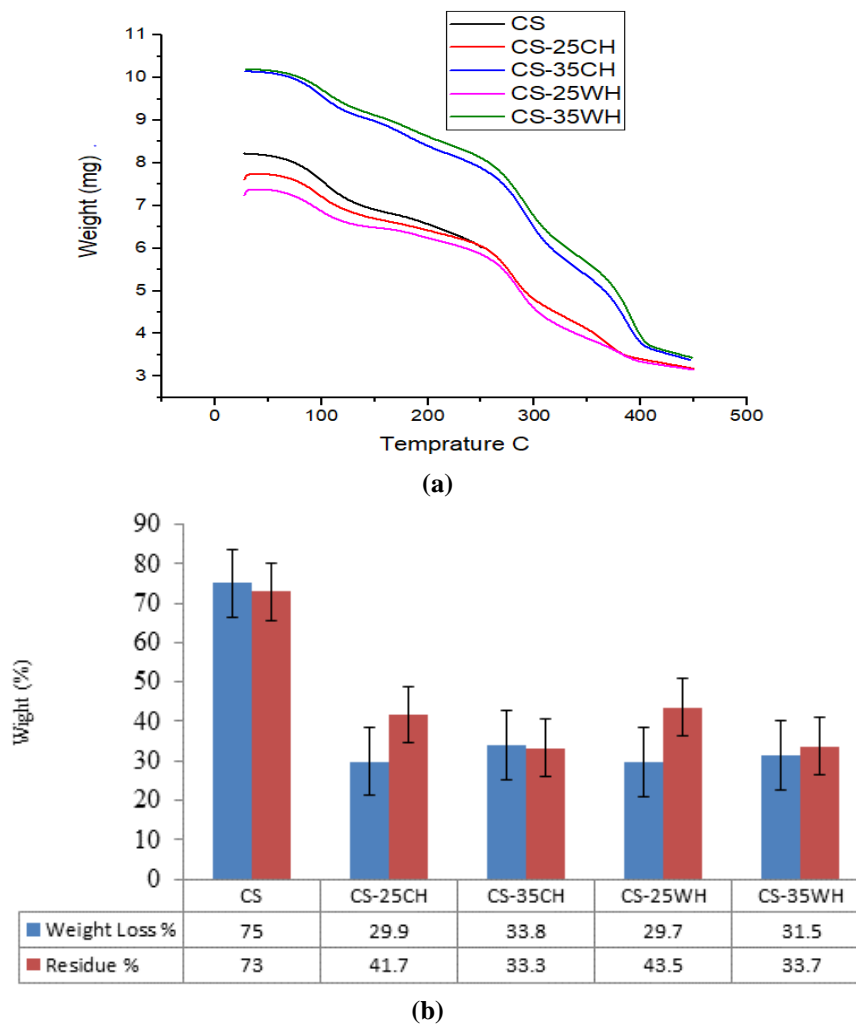 CS
CS-25CH
CS-35CH
CS-25WH
CS-35WH
11
10
9
8
7
6
5
4
3
Weight (mg) .
0 100 200 300 400 500
Temprature C
(a)
90
80
70
60
50
40
30
20
10
0
Wight (%)
CS CS-25CH CS-35CH CS-25WH CS-35WH
Weight Loss % 75 29.9 33.8 29.7 31.5
Residue % 73 41.7 33.3 43.5 33.7
(b)